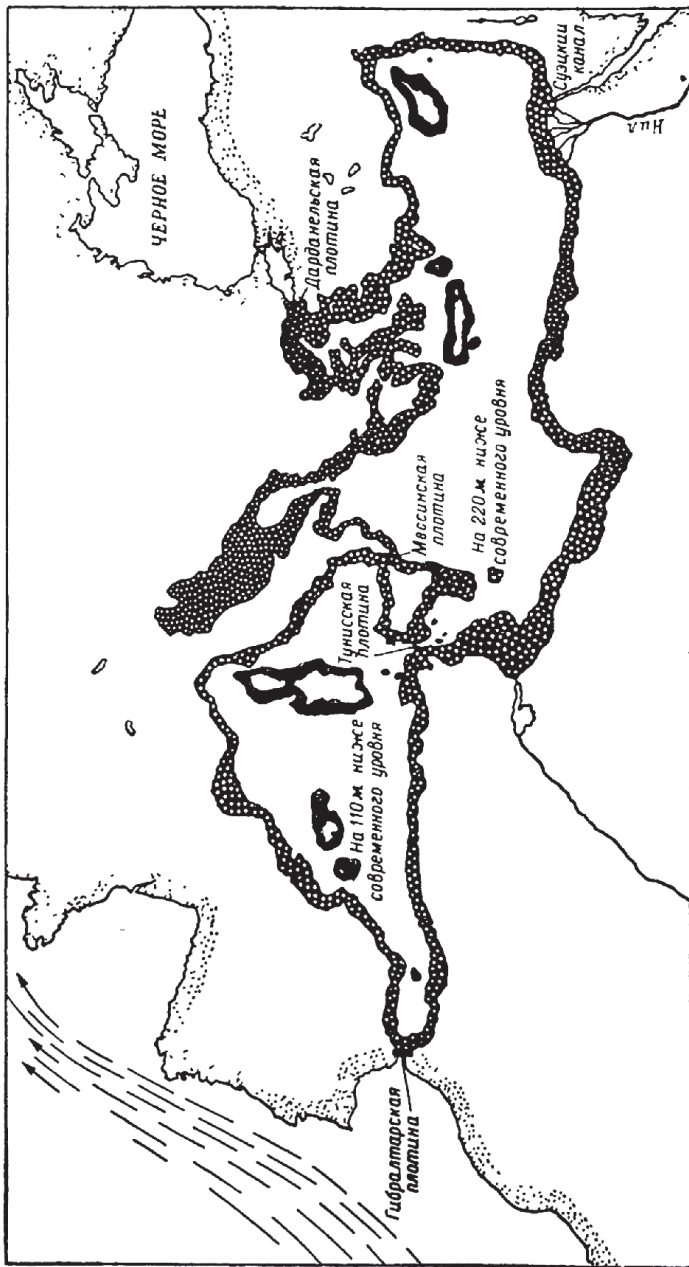 ЧЕРНОЕ МОРЕ
Дарданельская
плотина
Суэцкий
канал
Нил
Мессинская
плотина
На 220 м ниже
современного уровня
Тунисская
плотина
На 110 м ниже
современного уровня
Гибралтарская
плотина